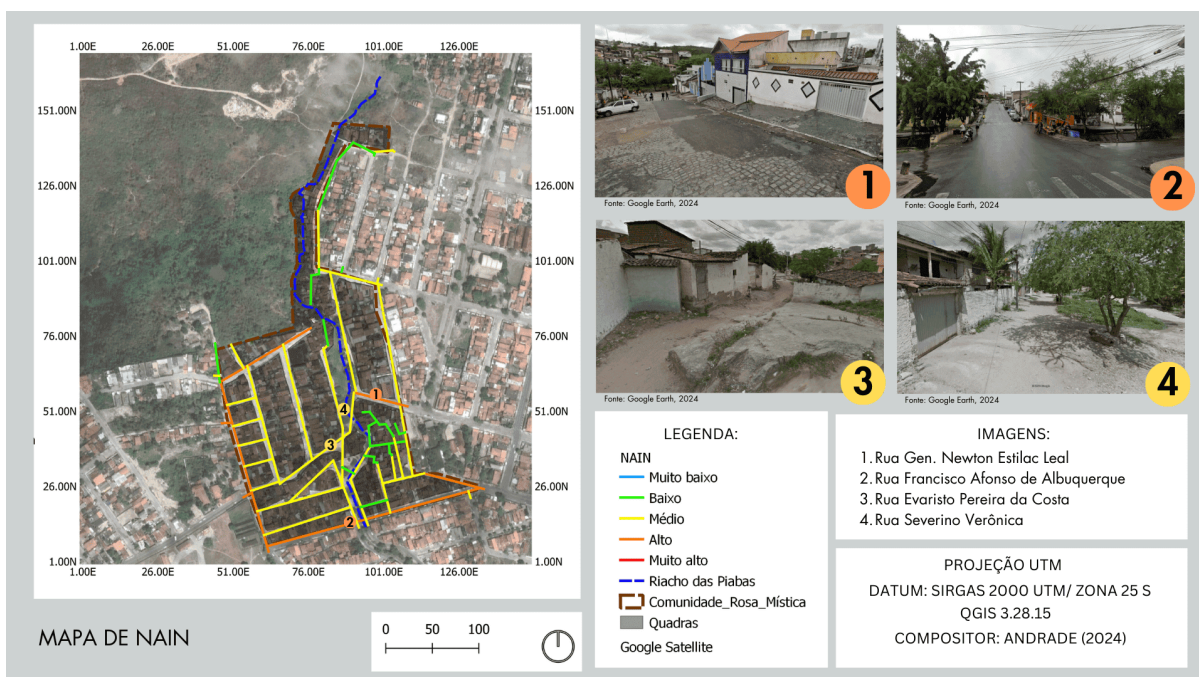 1.00E 26.00E 51.00E 76.00E 101.00E 126.00E
151.00N 151.00N
126.00N 126.00N
101.00N 101.00N
76.00N 76.00N
51.00N 51.00N
26.00N 26.00N
1.00N 1.00N
1.00E 26.00E 51.00E 76.00E 101.00E 126.00E
1
4
3
2
MAPA DE NAIN
0 50 100
1
Fonte: Google Earth, 2024
2
Fonte: Google Earth, 2024
3
Fonte: Google Earth, 2024
4
Fonte: Google Earth, 2024
LEGENDA:
NAIN
Muito baixo
Baixo
Médio
Alto
Muito alto
Riacho das Piabas
Comunidade_Rosa_Mística
Quadras
Google Satellite
IMAGENS:
1. Rua Gen. Newton Estilac Leal
2. Rua Francisco Afonso de Albuquerque
3. Rua Evaristo Pereira da Costa
4. Rua Severino Verônica
PROJEÇÃO UTM
DATUM: SIRGAS 2000 UTM/ ZONA 25 S
QGIS 3.28.15
COMPOSITOR: ANDRADE (2024)